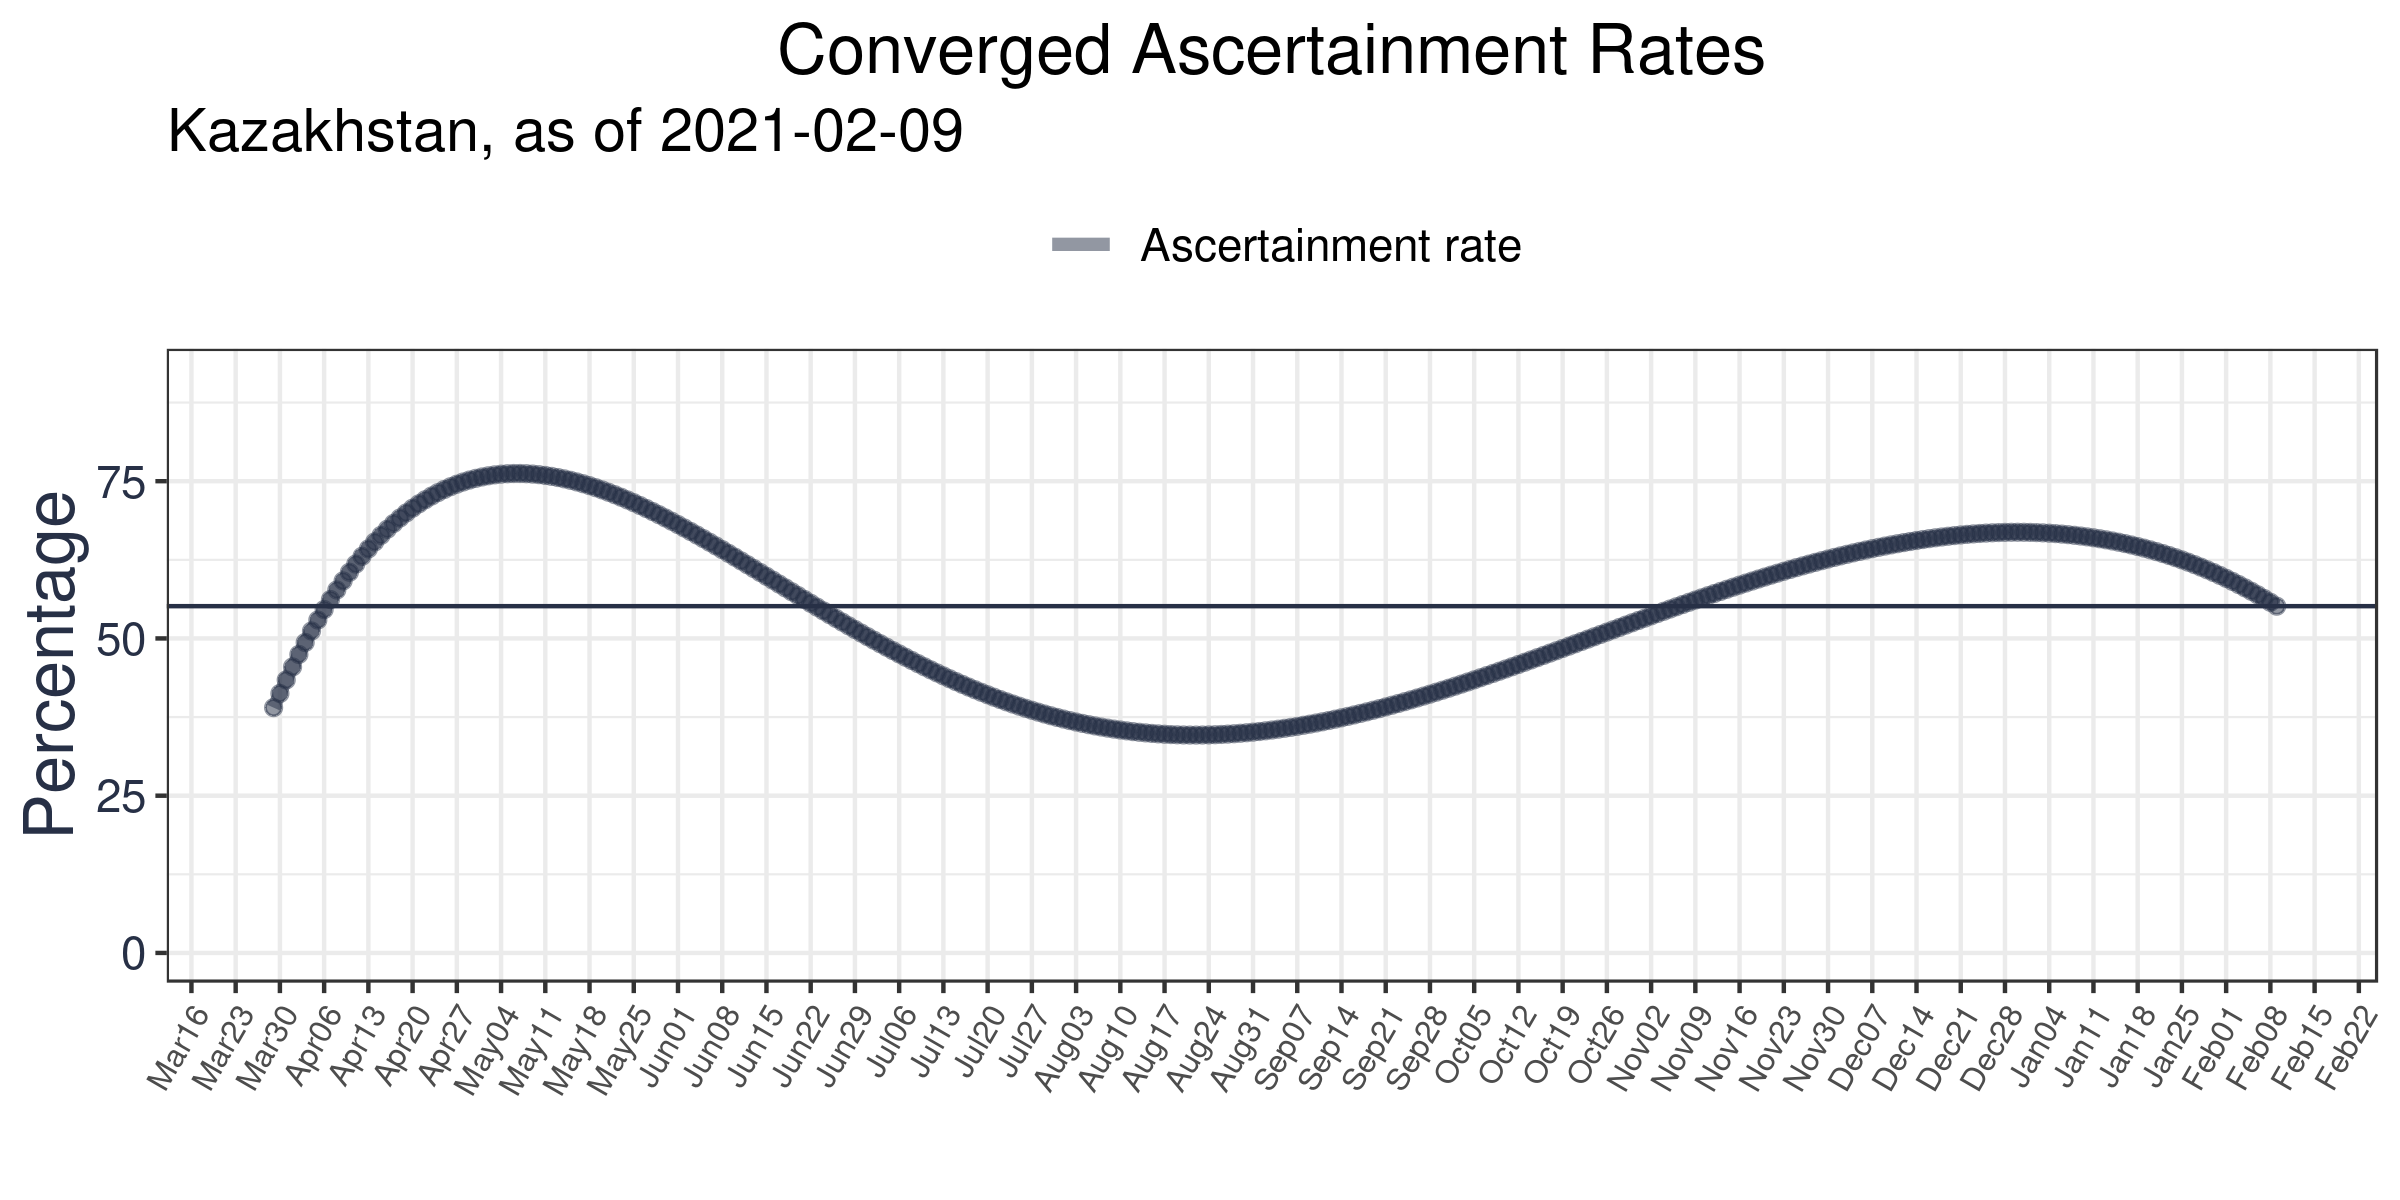 Converged Ascertainment Rates
Kazakhstan, as of 2021-02-09
Ascertainment rate
Percentage
75
50
25
0
Mar16 Mar23 Mar30 Apr06 Apr13 Apr20 Apr27 May04 May11 May18 May25 Jun01 Jun08 Jun15 Jun22 Jun29 Jul06 Jul13 Jul20 Jul27 Aug03 Aug10 Aug17 Aug24 Aug31 Sep07 Sep14 Sep21 Sep28 Oct05 Oct12 Oct19 Oct26 Nov02 Nov09 Nov16 Nov23 Nov30 Dec07 Dec14 Dec21 Dec28 Jan04 Jan11 Jan18 Jan25 Feb01 Feb08 Feb15 Feb22